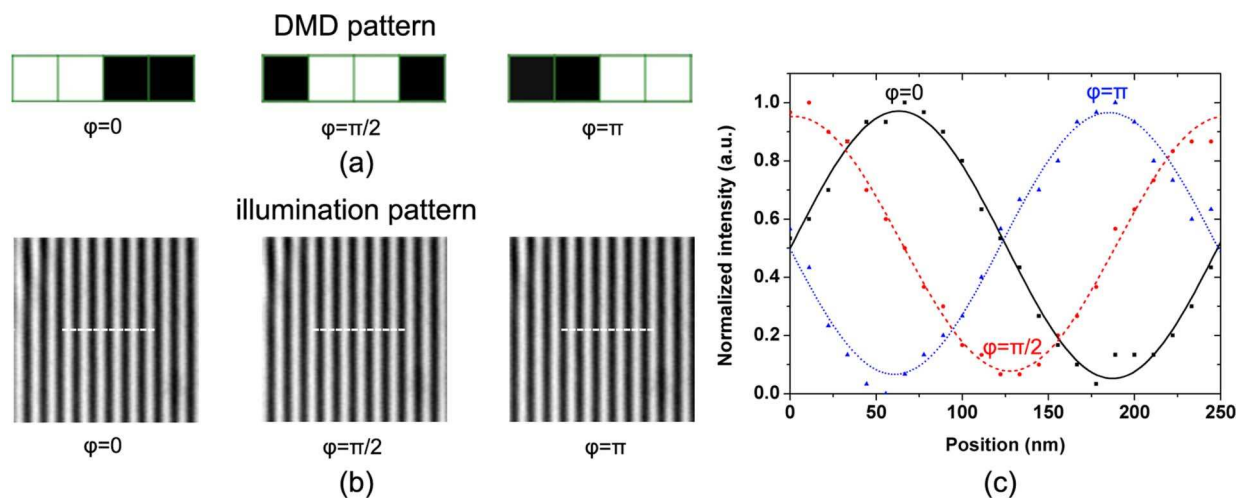 DMD pattern
φ=0
φ=π/2
φ=π
(a)
illumination pattern
φ=0
φ=π/2
φ=π
(b)
Normalized intensity (a.u.)
1.0
0.8
0.6
0.4
0.2
0.0
φ=0
φ=π
φ=π/2
0
50
100
150
200
250
Position (nm)
(c)